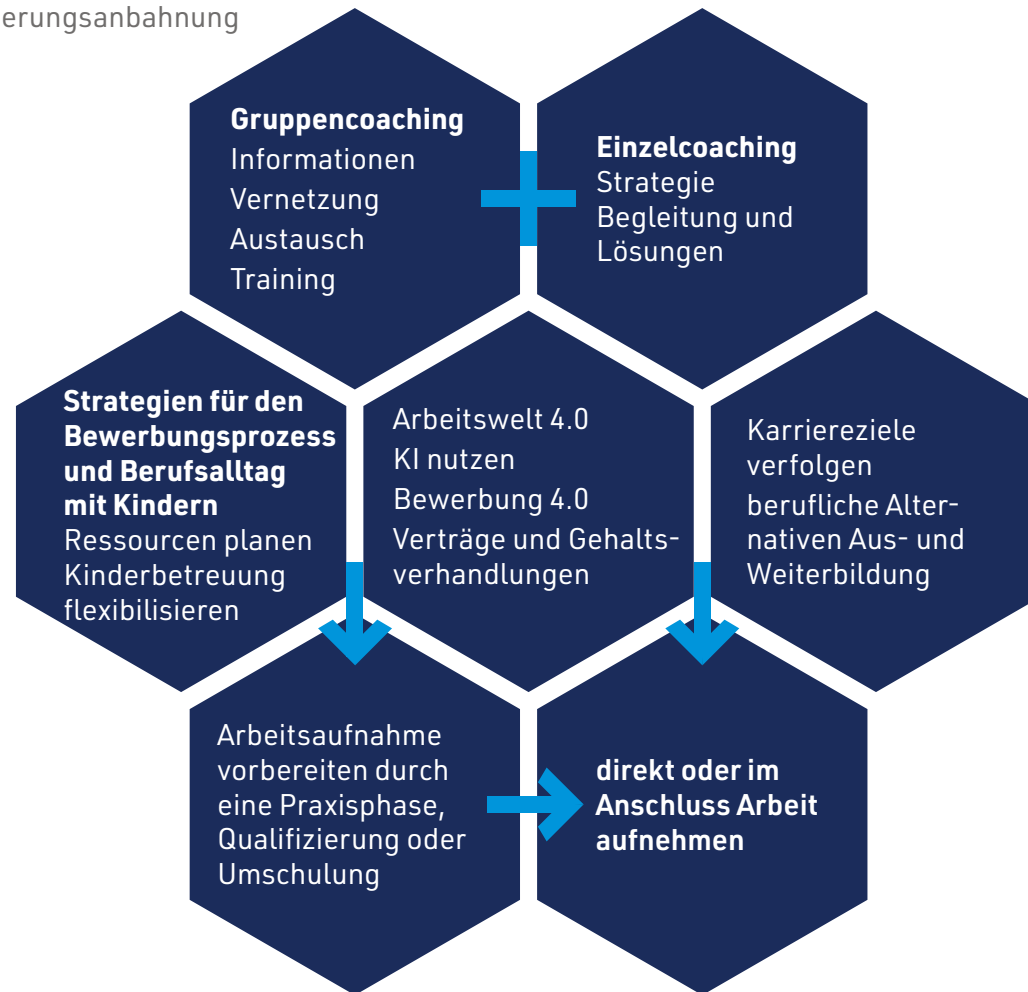 erungsanbahnung
Gruppencoaching
Informationen
Vernetzung
Austausch
Training
Einzelcoaching
Strategie
Begleitung und
Lösungen
Strategien für den
Bewerbungsprozess
und Berufsalltag
mit Kindern
Ressourcen planen
Kinderbetreuung
flexibilisieren
Arbeitswelt 4.0
KI nutzen
Bewerbung 4.0
Verträge und Gehalts-
verhandlungen
Karriereziele
verfolgen
berufliche Alter-
nativen Aus- und
Weiterbildung
Arbeitsaufnahme
vorbereiten durch
eine Praxisphase,
Qualifizierung oder
Umschulung
direkt oder im
Anschluss Arbeit
aufnehmen